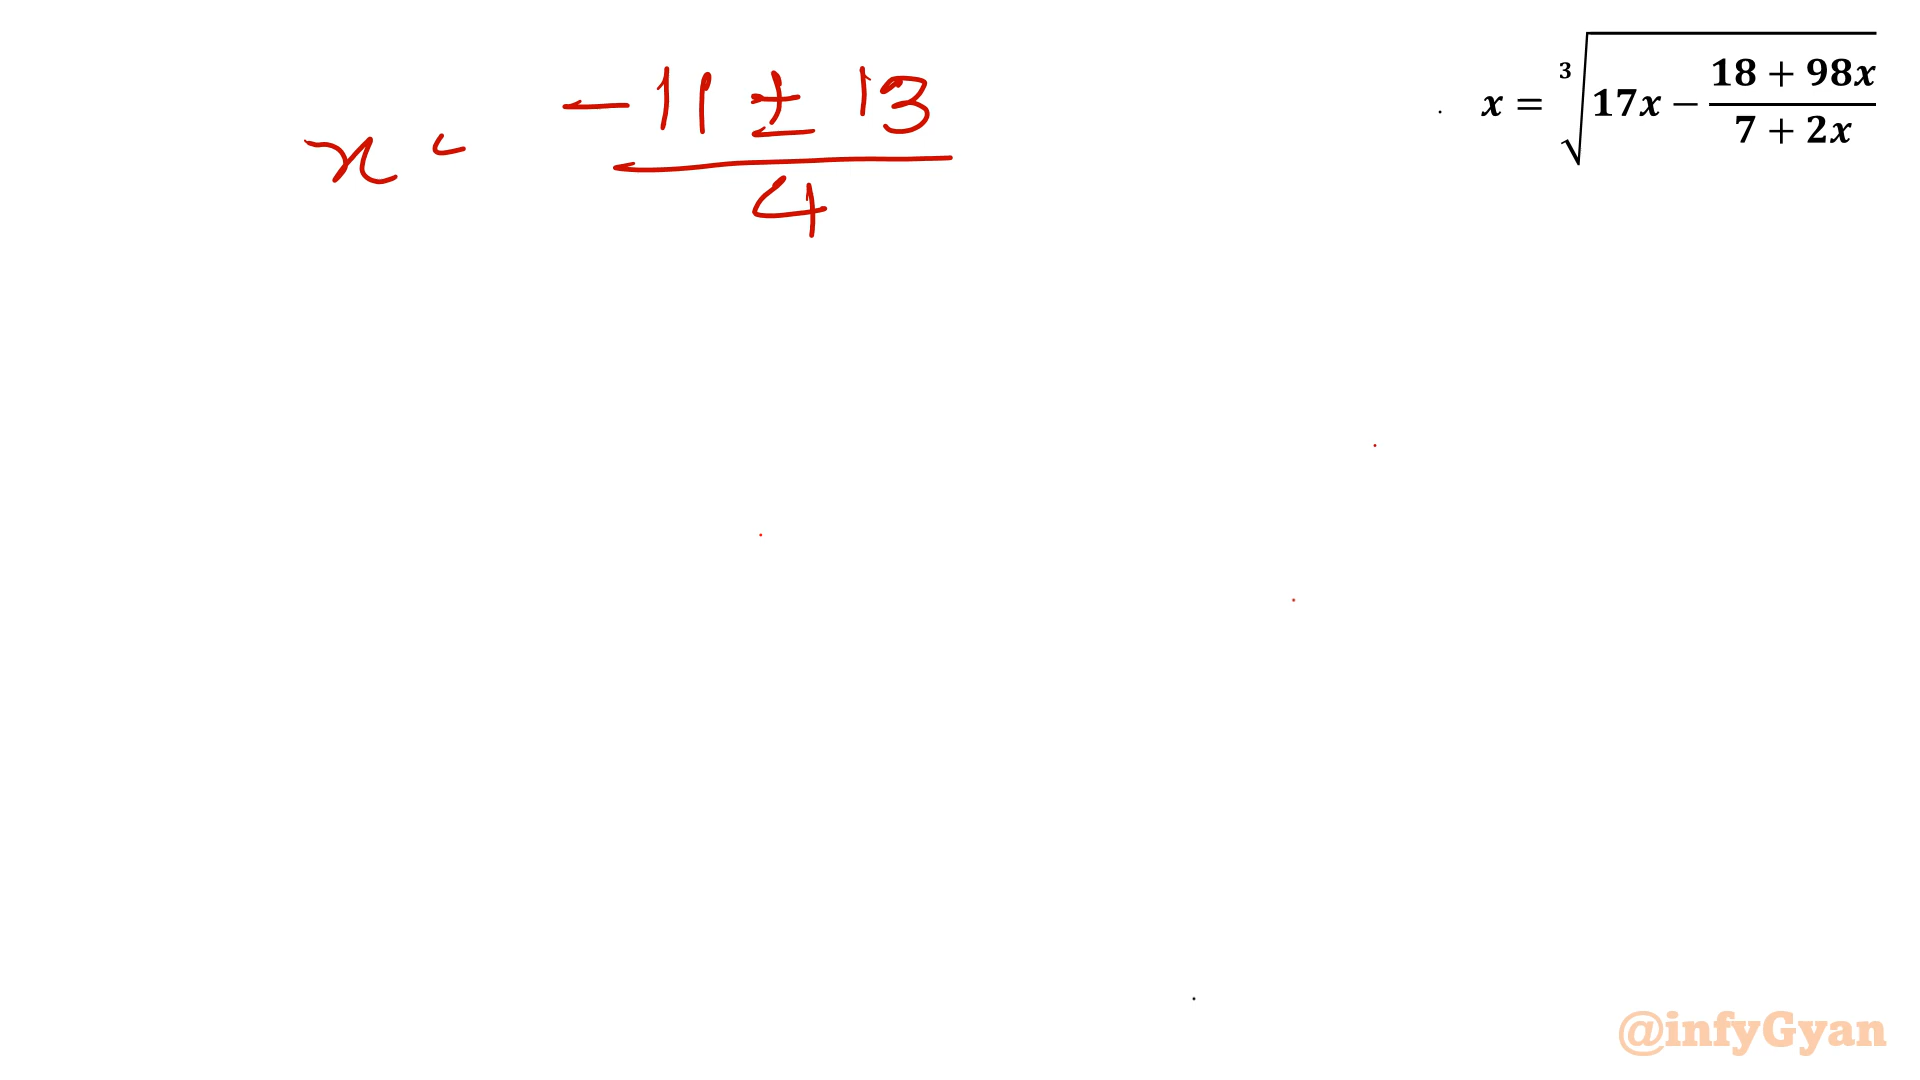 x = (-11 ± 13)/4
x = ∛(17x − (18 + 98x)/(7 + 2x))
@infyGyan